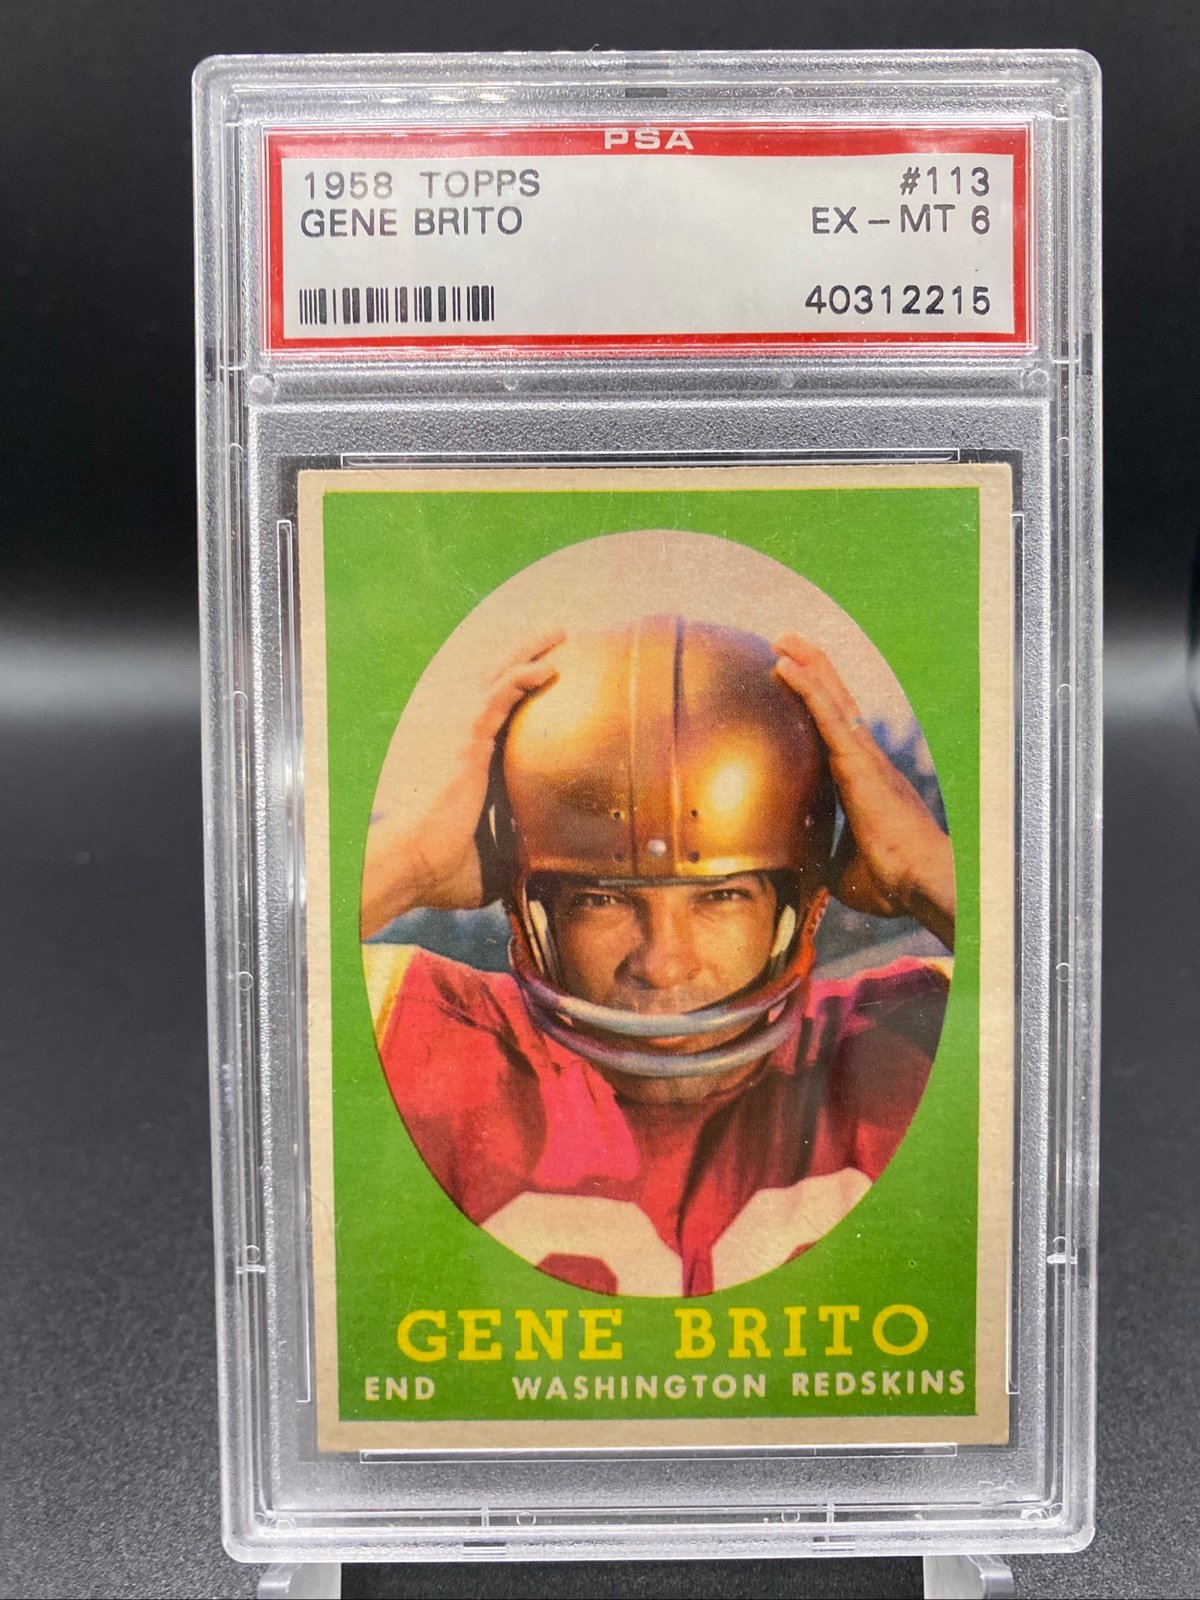 PSA
1958 TOPPS #113
GENE BRITO EX - MT 6
40312215
GENE BRITO
END WASHINGTON REDSKINS